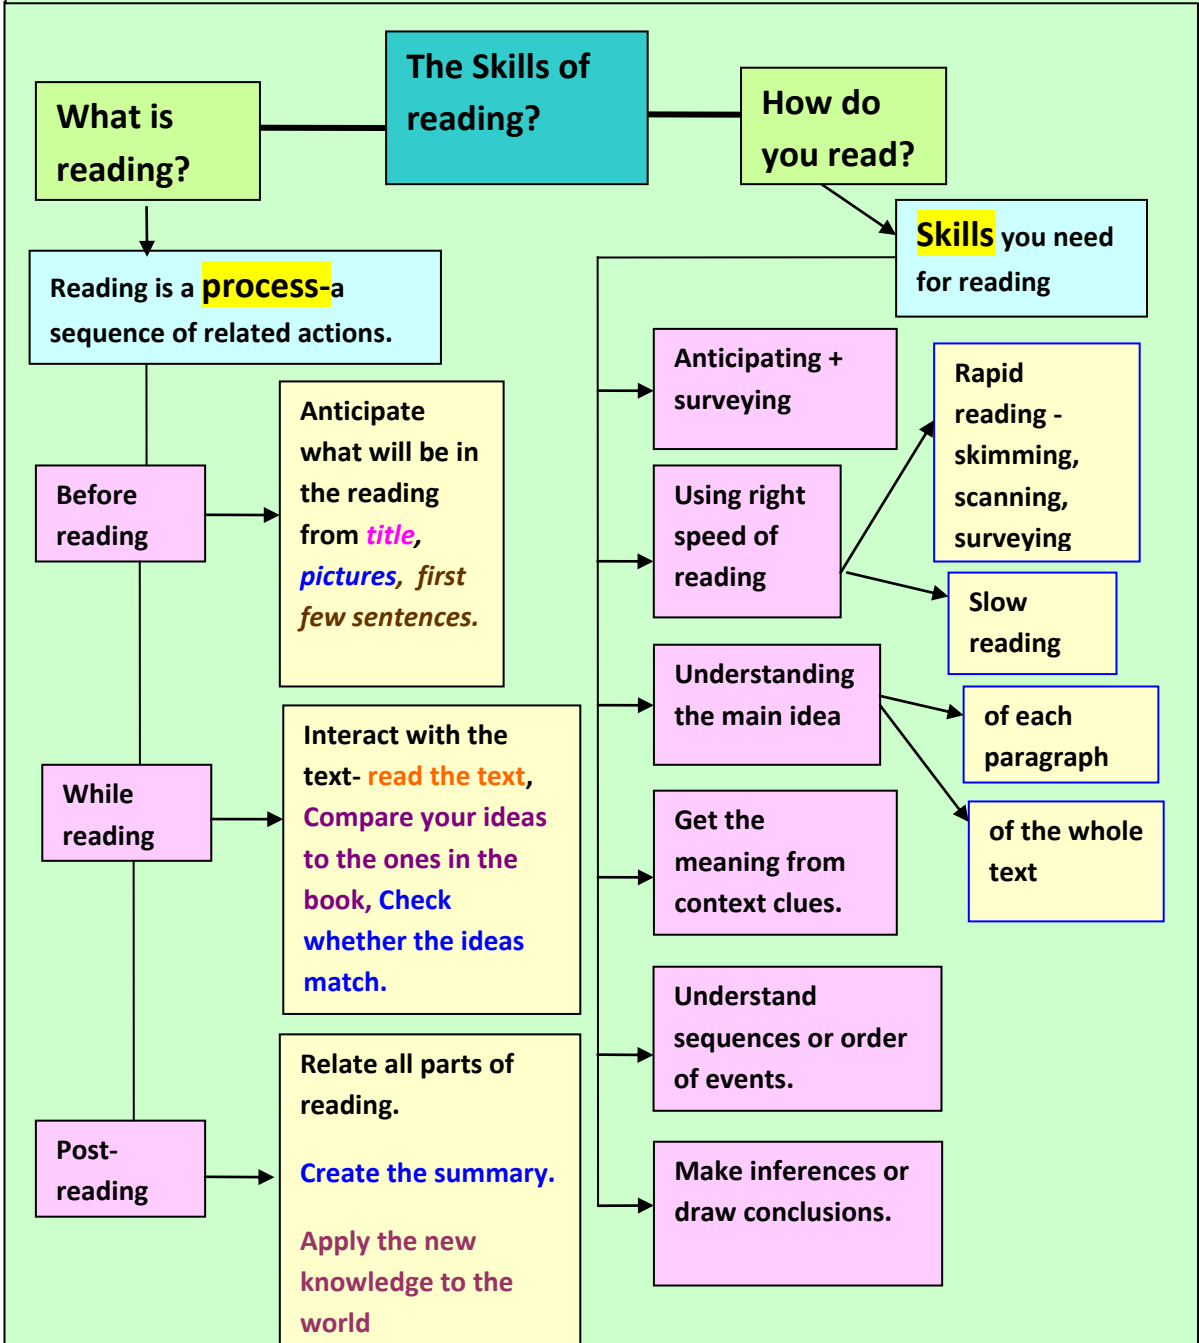 The Skills of
reading?
What is
reading?
How do
you read?
Reading is a process-a
sequence of related actions.
Before
reading
Anticipate
what will be in
the reading
from title,
pictures, first
few sentences.
While
reading
Interact with the
text- read the text,
Compare your ideas
to the ones in the
book, Check
whether the ideas
match.
Post-
reading
Relate all parts of
reading.
Create the summary.
Apply the new
knowledge to the
world
Skills you need
for reading
Anticipating +
surveying
Using right
speed of
reading
Rapid
reading -
skimming,
scanning,
surveying
Slow
reading
Understanding
the main idea
of each
paragraph
of the whole
text
Get the
meaning from
context clues.
Understand
sequences or order
of events.
Make inferences or
draw conclusions.